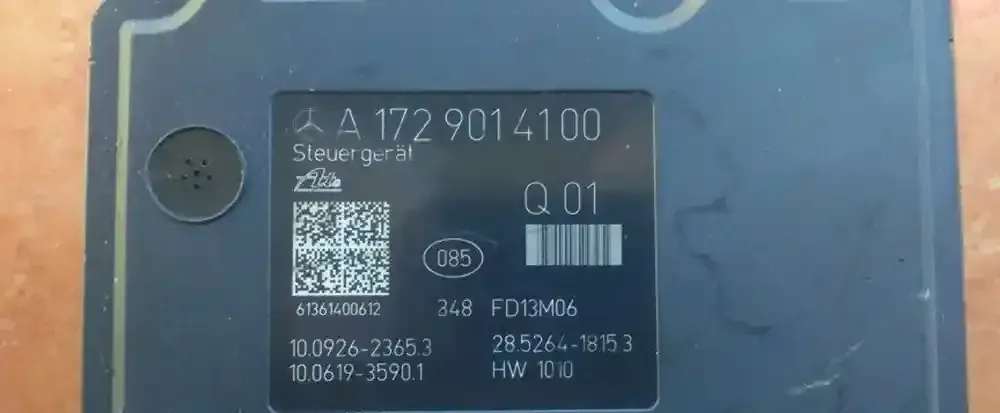 A 172 901 41 00
Steuergerät
Ate
Q 01
085
61361400612
348 FD13M06
10.0926-2365.3
28.5264-1815.3
10.0619-3590.1
HW 1010